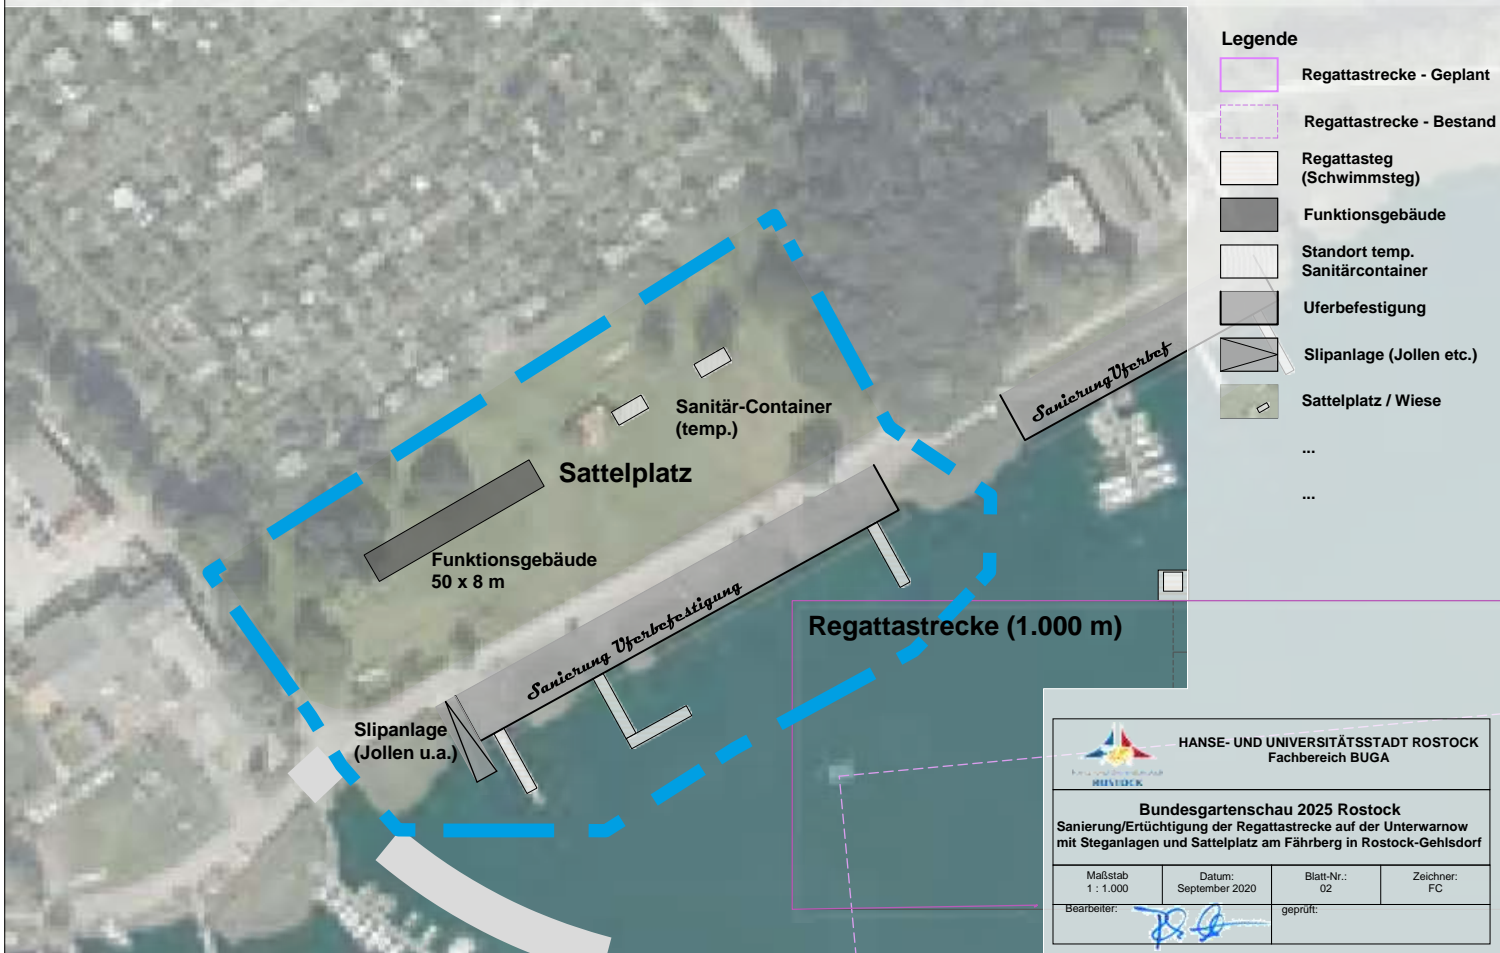 Legende
Regattastrecke - Geplant
Regattastrecke - Bestand
Regattasteg
(Schwimmsteg)
Funktionsgebäude
Standort temp.
Sanitärcontainer
Uferbefestigung
Slipanlage (Jollen etc.)
Sattelplatz / Wiese
...
...
Sanierung Uferbef
Sanitär-Container
(temp.)
Sattelplatz
Funktionsgebäude
50 x 8 m
Sanierung Uferbefestigung
Regattastrecke (1.000 m)
Slipanlage
(Jollen u.a.)
ROSTOCK
HANSE- UND UNIVERSITÄTSSTADT ROSTOCK
Fachbereich BUGA
Bundesgartenschau 2025 Rostock
Sanierung/Ertüchtigung der Regattastrecke auf der Unterwarnow
mit Steganlagen und Sattelplatz am Fährberg in Rostock-Gehlsdorf
Maßstab
1 : 1.000
Datum:
September 2020
Blatt-Nr.:
02
Zeichner:
FC
Bearbeiter:
geprüft: